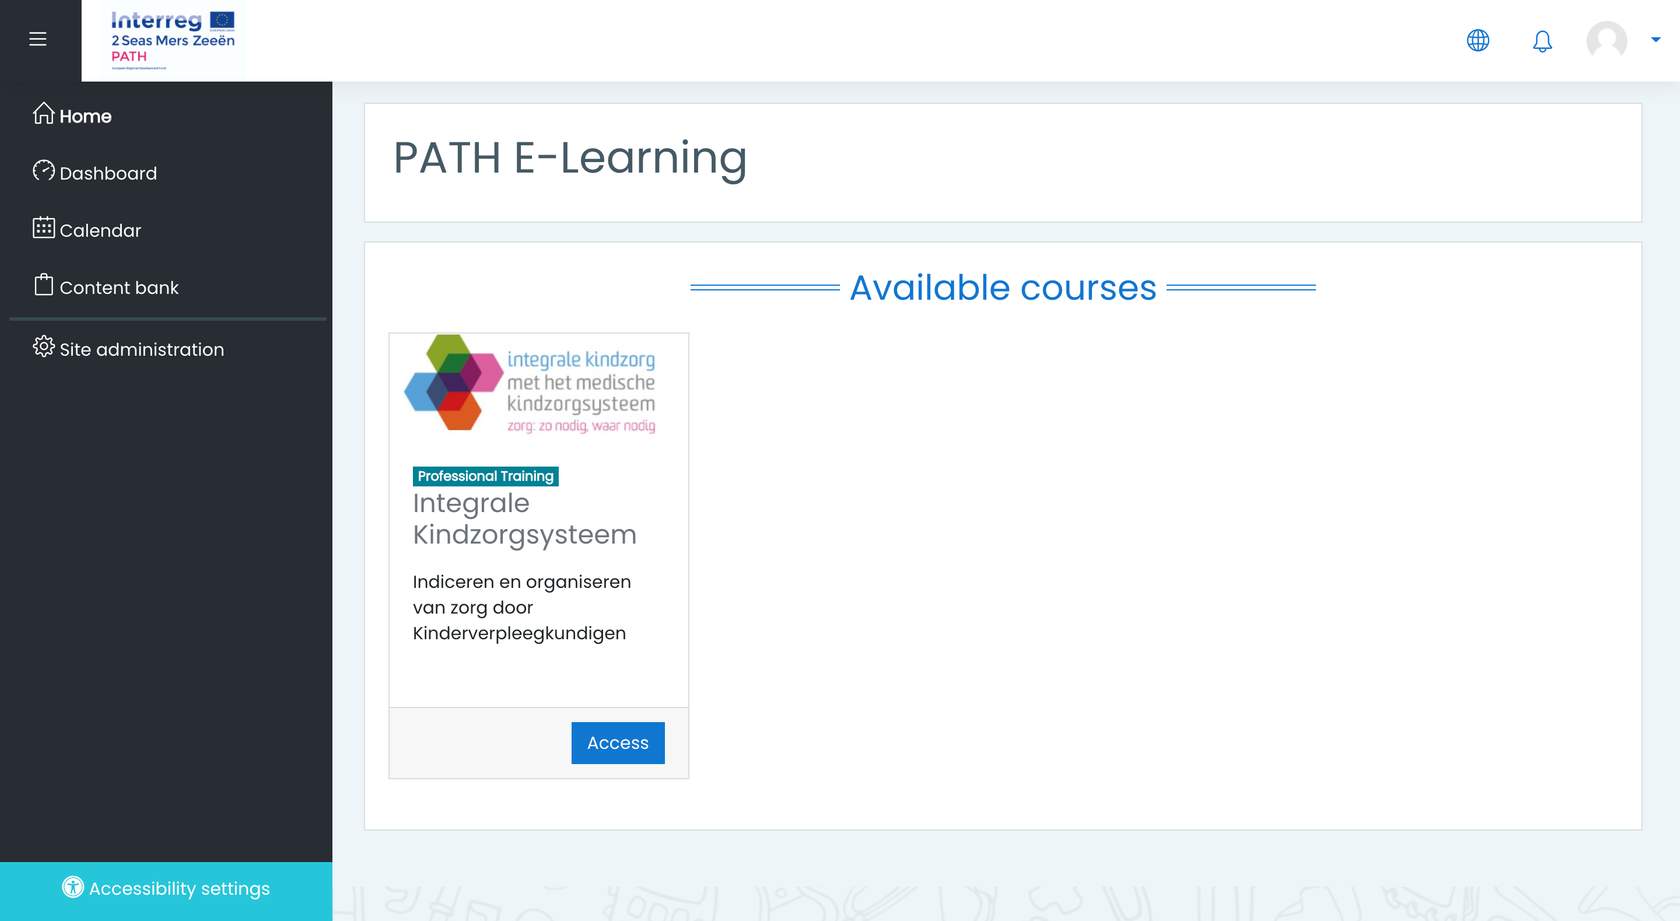 Interreg
2 Seas Mers Zeeën
PATH
Home
Dashboard
Calendar
Content bank
Site administration
Accessibility settings
PATH E-Learning
Available courses
integrale kindzorg
met het medische
kindzorgsysteem
zorg: zo nodig, waar nodig
Professional Training
Integrale
Kindzorgsysteem
Indiceren en organiseren
van zorg door
Kinderverpleegkundigen
Access